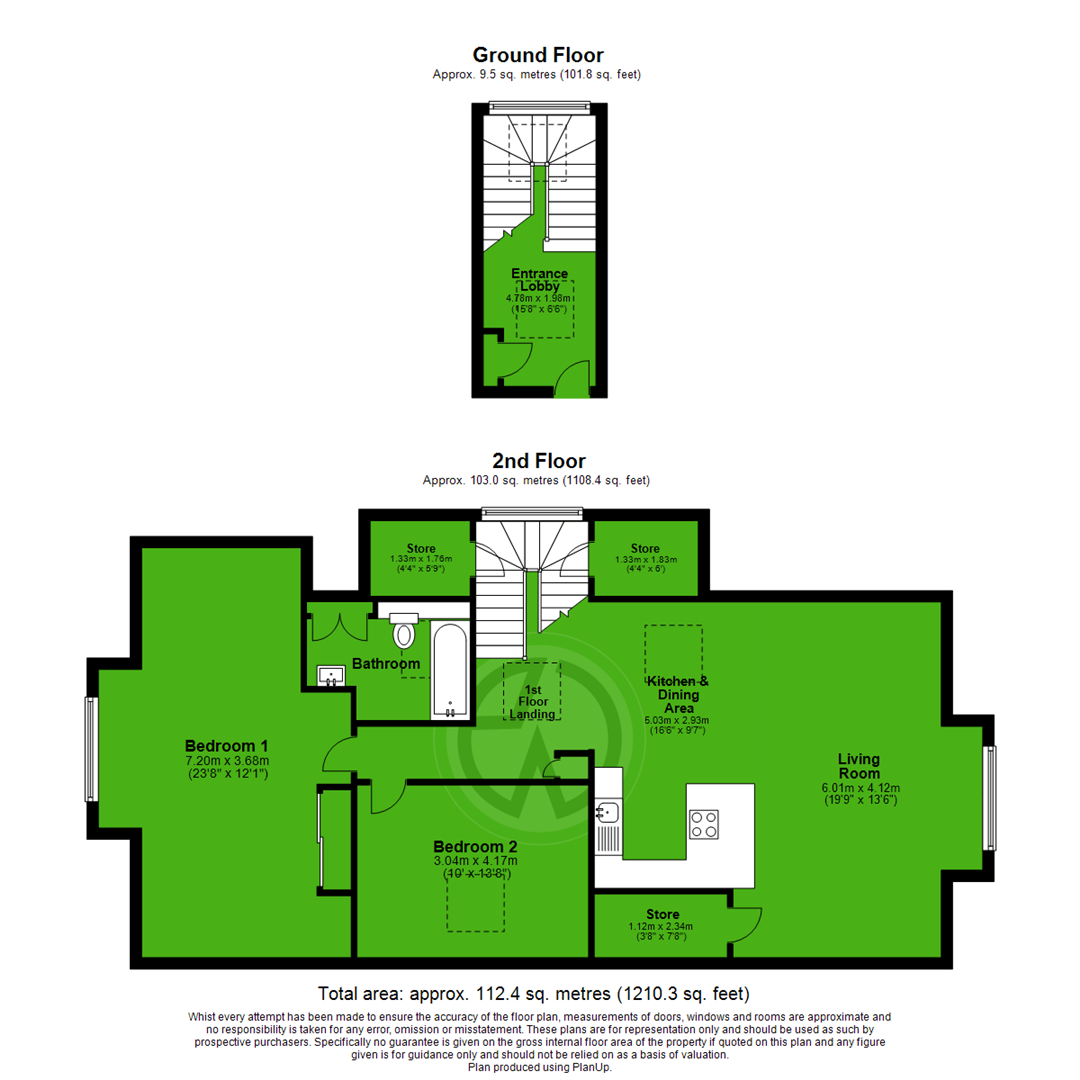 Ground Floor
Approx. 9.5 sq. metres (101.8 sq. feet)
Entrance
Lobby
4.78m x 1.98m
(15'8" x 6'6")
2nd Floor
Approx. 103.0 sq. metres (1108.4 sq. feet)
Store
1.33m x 1.76m
(4'4" x 5'9")
Store
1.33m x 1.83m
(4'4" x 6')
Bathroom
1st
Floor
Landing
Kitchen &
Dining
Area
5.03m x 2.93m
(16'6" x 9'7")
Bedroom 1
7.20m x 3.68m
(23'8" x 12'1")
Living
Room
6.01m x 4.12m
(19'9" x 13'6")
Bedroom 2
3.04m x 4.17m
(10' x 13'8")
Store
1.12m x 2.34m
(3'8" x 7'8")
Total area: approx. 112.4 sq. metres (1210.3 sq. feet)
Whilst every attempt has been made to ensure the accuracy of the floor plan, measurements of doors, windows and rooms are approximate and
no responsibility is taken for any error, omission or misstatement. These plans are for representation only and should be used as such by
prospective purchasers. Specifically no guarantee is given on the gross internal floor area of the property if quoted on this plan and any figure
given is for guidance only and should not be relied on as a basis of valuation.
Plan produced using PlanUp.